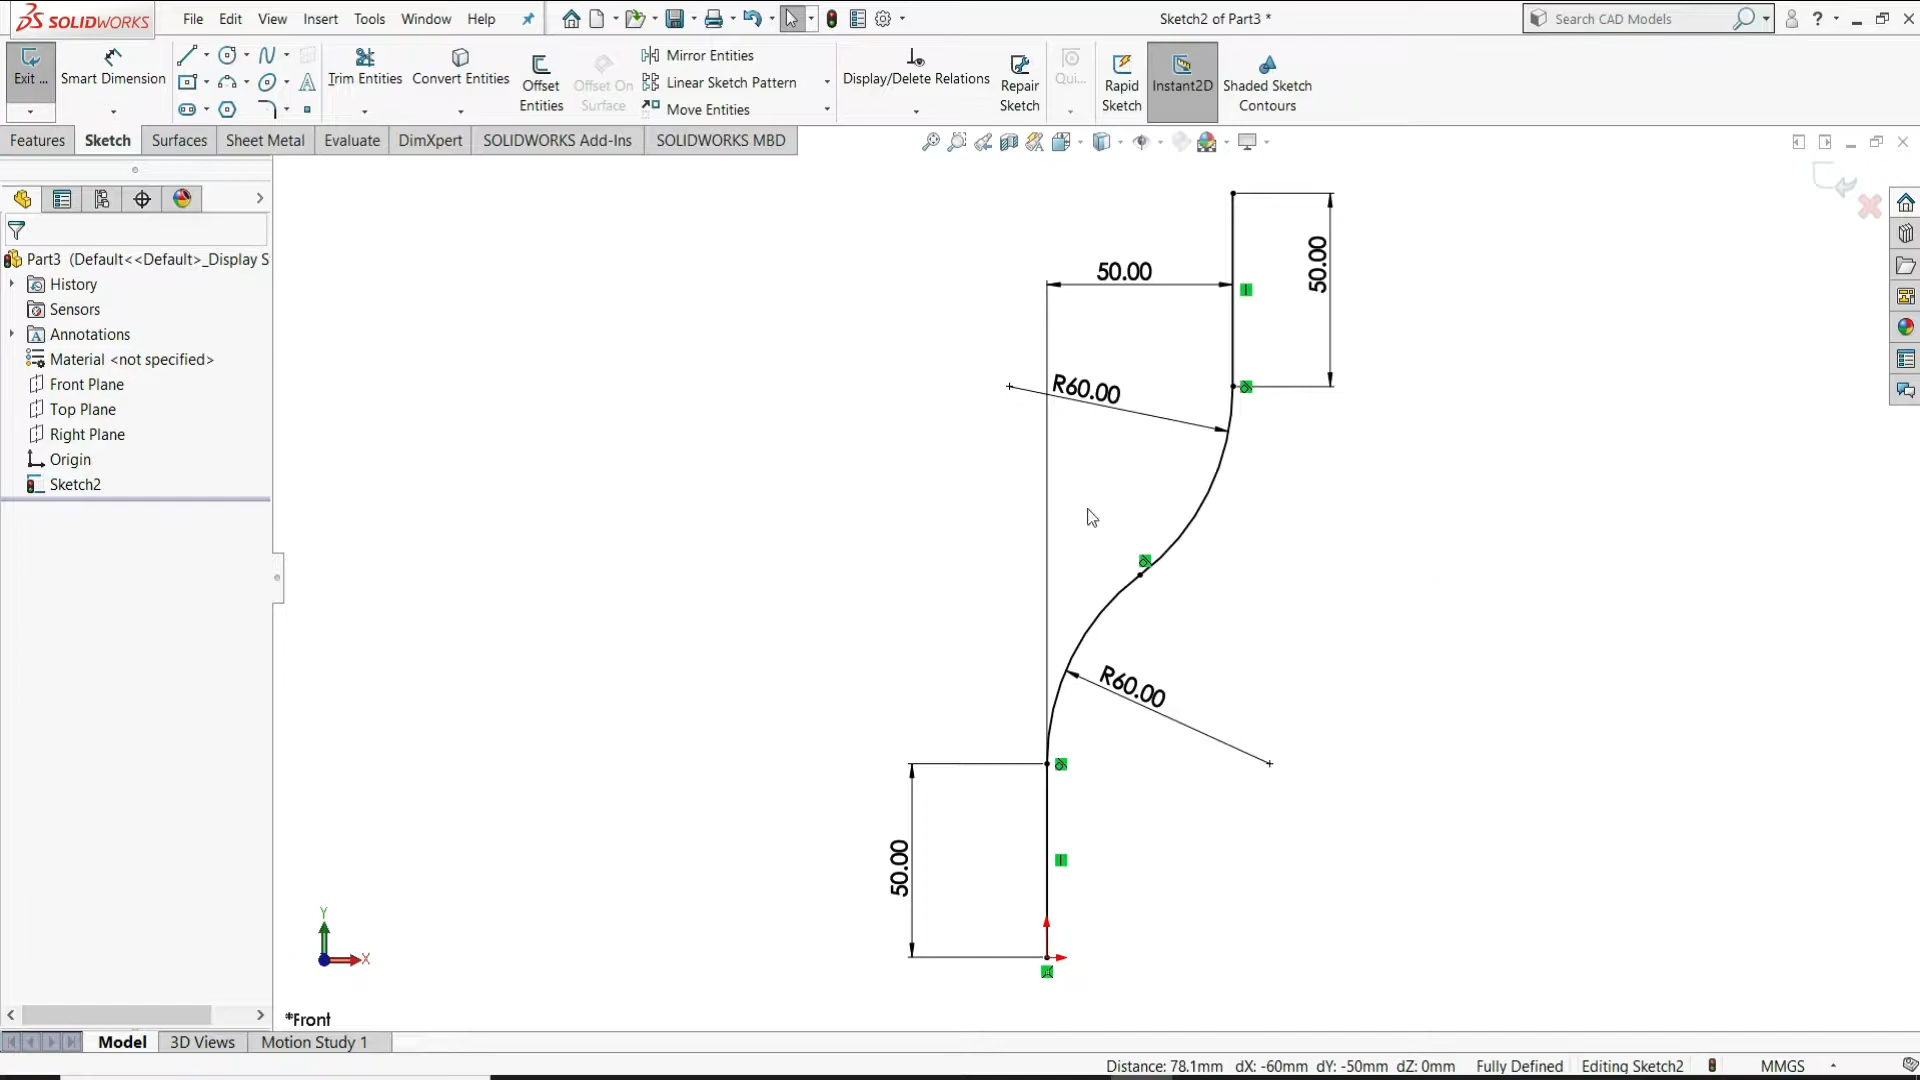 SOLIDWORKS File Edit View Insert Tools Window Help Sketch2 of Part3 * Search CAD Models ?
Exit ... Smart Dimension Trim Entities Convert Entities Offset Entities Offset On Surface Mirror Entities Linear Sketch Pattern Move Entities Display/Delete Relations Repair Sketch Qui... Rapid Sketch Instant2D Shaded Sketch Contours
Features Sketch Surfaces Sheet Metal Evaluate DimXpert SOLIDWORKS Add-Ins SOLIDWORKS MBD
Part3 (Default<<Default>_Display S
History
Sensors
Annotations
Material <not specified>
Front Plane
Top Plane
Right Plane
Origin
Sketch2
50.00
50.00
R60.00
R60.00
50.00
Y
X
*Front
Model 3D Views Motion Study 1
Distance: 78.1mm dX: -60mm dY: -50mm dZ: 0mm Fully Defined Editing Sketch2 MMGS